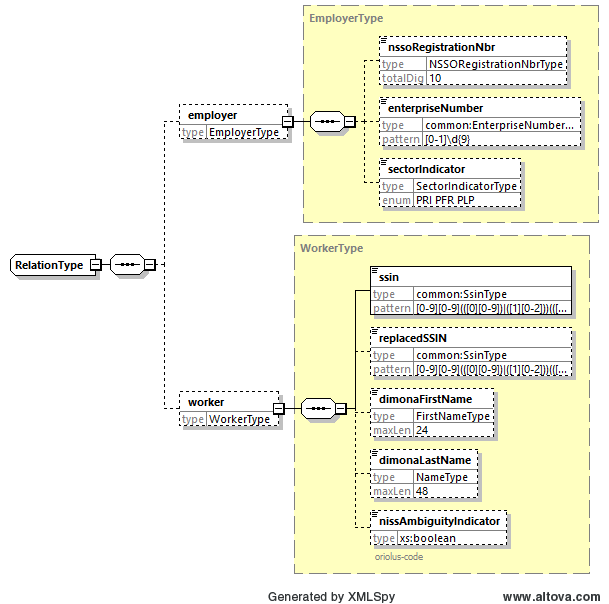 EmployerType
nssoRegistrationNbr
type NSSORegistrationNbrType
totalDig 10
enterpriseNumber
type common:EnterpriseNumber...
pattern [0-1]\d{9}
sectorIndicator
type SectorIndicatorType
enum PRI PFR PLP
employer
type EmployerType
RelationType
WorkerType
ssin
type common:SsinType
pattern [0-9][0-9](([0][0-9])|([1][0-2]))(([...
replacedSSIN
type common:SsinType
pattern [0-9][0-9](([0][0-9])|([1][0-2]))(([...
worker
type WorkerType
dimonaFirstName
type FirstNameType
maxLen 24
dimonaLastName
type NameType
maxLen 48
nissAmbiguityIndicator
type xs:boolean
oriolus-code
Generated by XMLSpy
www.altova.com